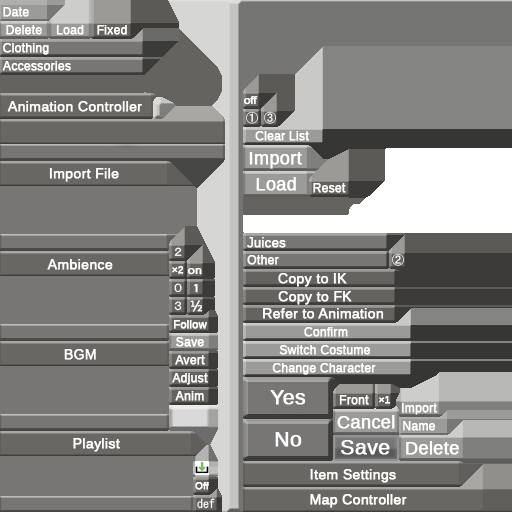 Date
Delete Load Fixed
Clothing
Accessories
Animation Controller
Import File
2
Ambience
×2 on
0 1
3 ½
Follow
Save
BGM
Avert
Adjust
Anim
Playlist
Off
def
off
① ③
Clear List
Import
Load Reset
Juices
Other ②
Copy to IK
Copy to FK
Refer to Animation
Confirm
Switch Costume
Change Character
Yes
Front ×1
Import
Cancel Name
No
Save Delete
Item Settings
Map Controller